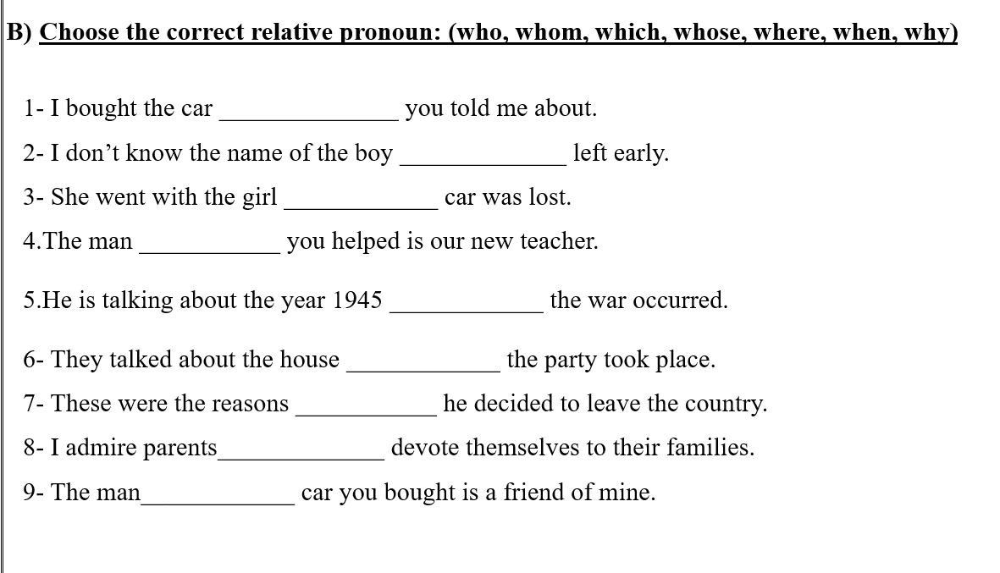 B) Choose the correct relative pronoun: (who, whom, which, whose, where, when, why)
1- I bought the car ______________ you told me about.
2- I don’t know the name of the boy _____________ left early.
3- She went with the girl ____________ car was lost.
4.The man ___________ you helped is our new teacher.
5.He is talking about the year 1945 ____________ the war occurred.
6- They talked about the house ____________ the party took place.
7- These were the reasons ___________ he decided to leave the country.
8- I admire parents_____________ devote themselves to their families.
9- The man____________ car you bought is a friend of mine.